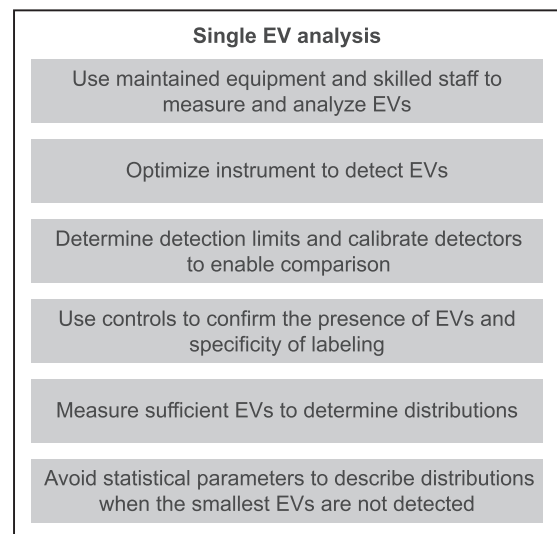 Single EV analysis
Use maintained equipment and skilled staff to
measure and analyze EVs
Optimize instrument to detect EVs
Determine detection limits and calibrate detectors
to enable comparison
Use controls to confirm the presence of EVs and
specificity of labeling
Measure sufficient EVs to determine distributions
Avoid statistical parameters to describe distributions
when the smallest EVs are not detected